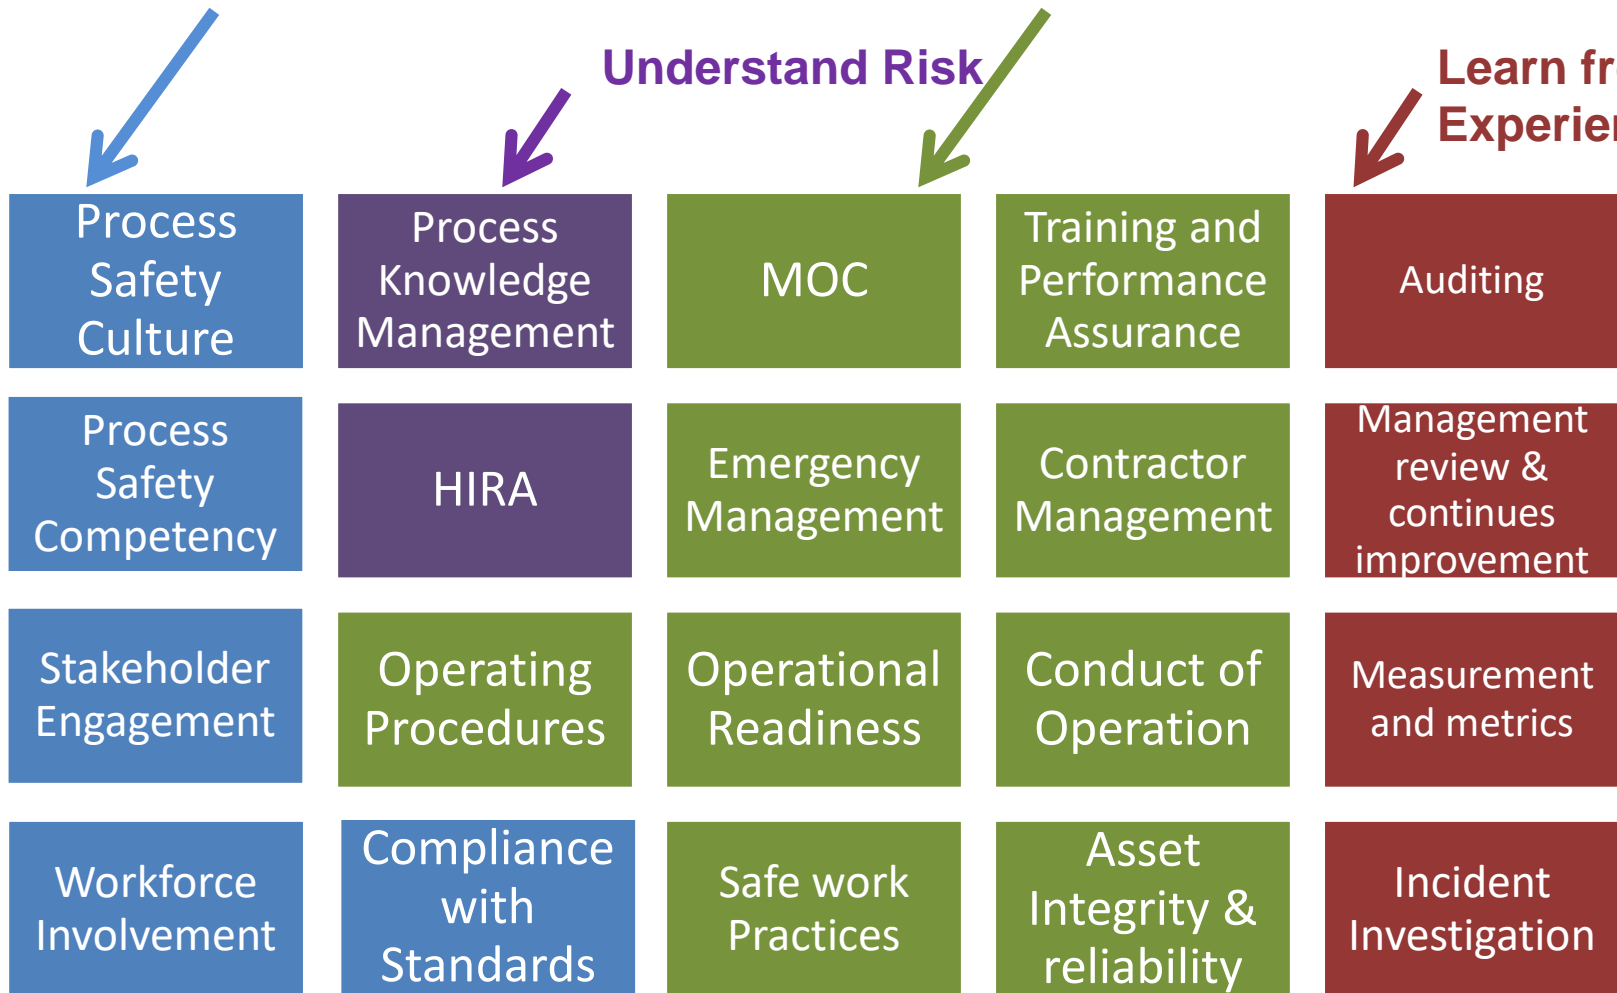 Understand Risk
Learn
Process
Safety
Culture
Process
Knowledge
Management
MOC
Training and
Performance
Assurance
Auditing
Process
Safety
Competency
HIRA
Emergency
Management
Contractor
Management
Management
review &
continues
improvement
Stakeholder
Engagement
Operating
Procedures
Operational
Readiness
Conduct of
Operation
Measurement
and metrics
Workforce
Involvement
Compliance
with
Standards
Safe work
Practices
Asset
Integrity &
reliability
Incident
Investigation